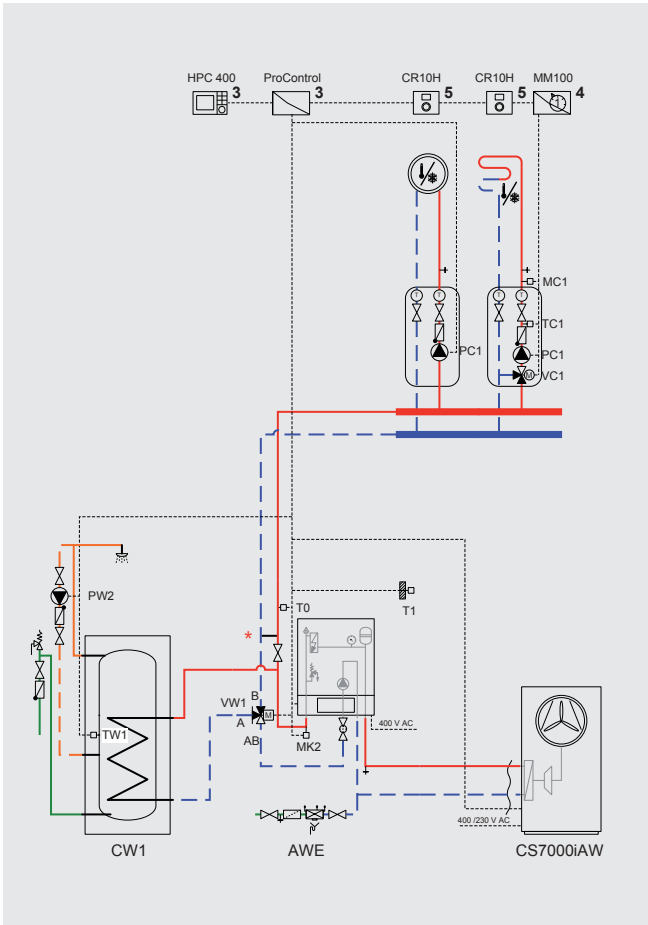 HPC 400
3
ProControl
3
CR10H
5
CR10H
5
MM100
4
1
T
T
T
T
MC1
TC1
PC1
PC1
VC1
M
PW2
T0
T1
*
VW1
B
A
M
AB
MK2
400 V AC
TW1
400 /230 V AC
CW1
AWE
CS7000iAW